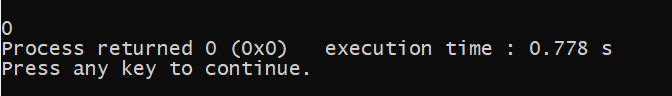 0
Process returned 0 (0x0)   execution time : 0.778 s
Press any key to continue.